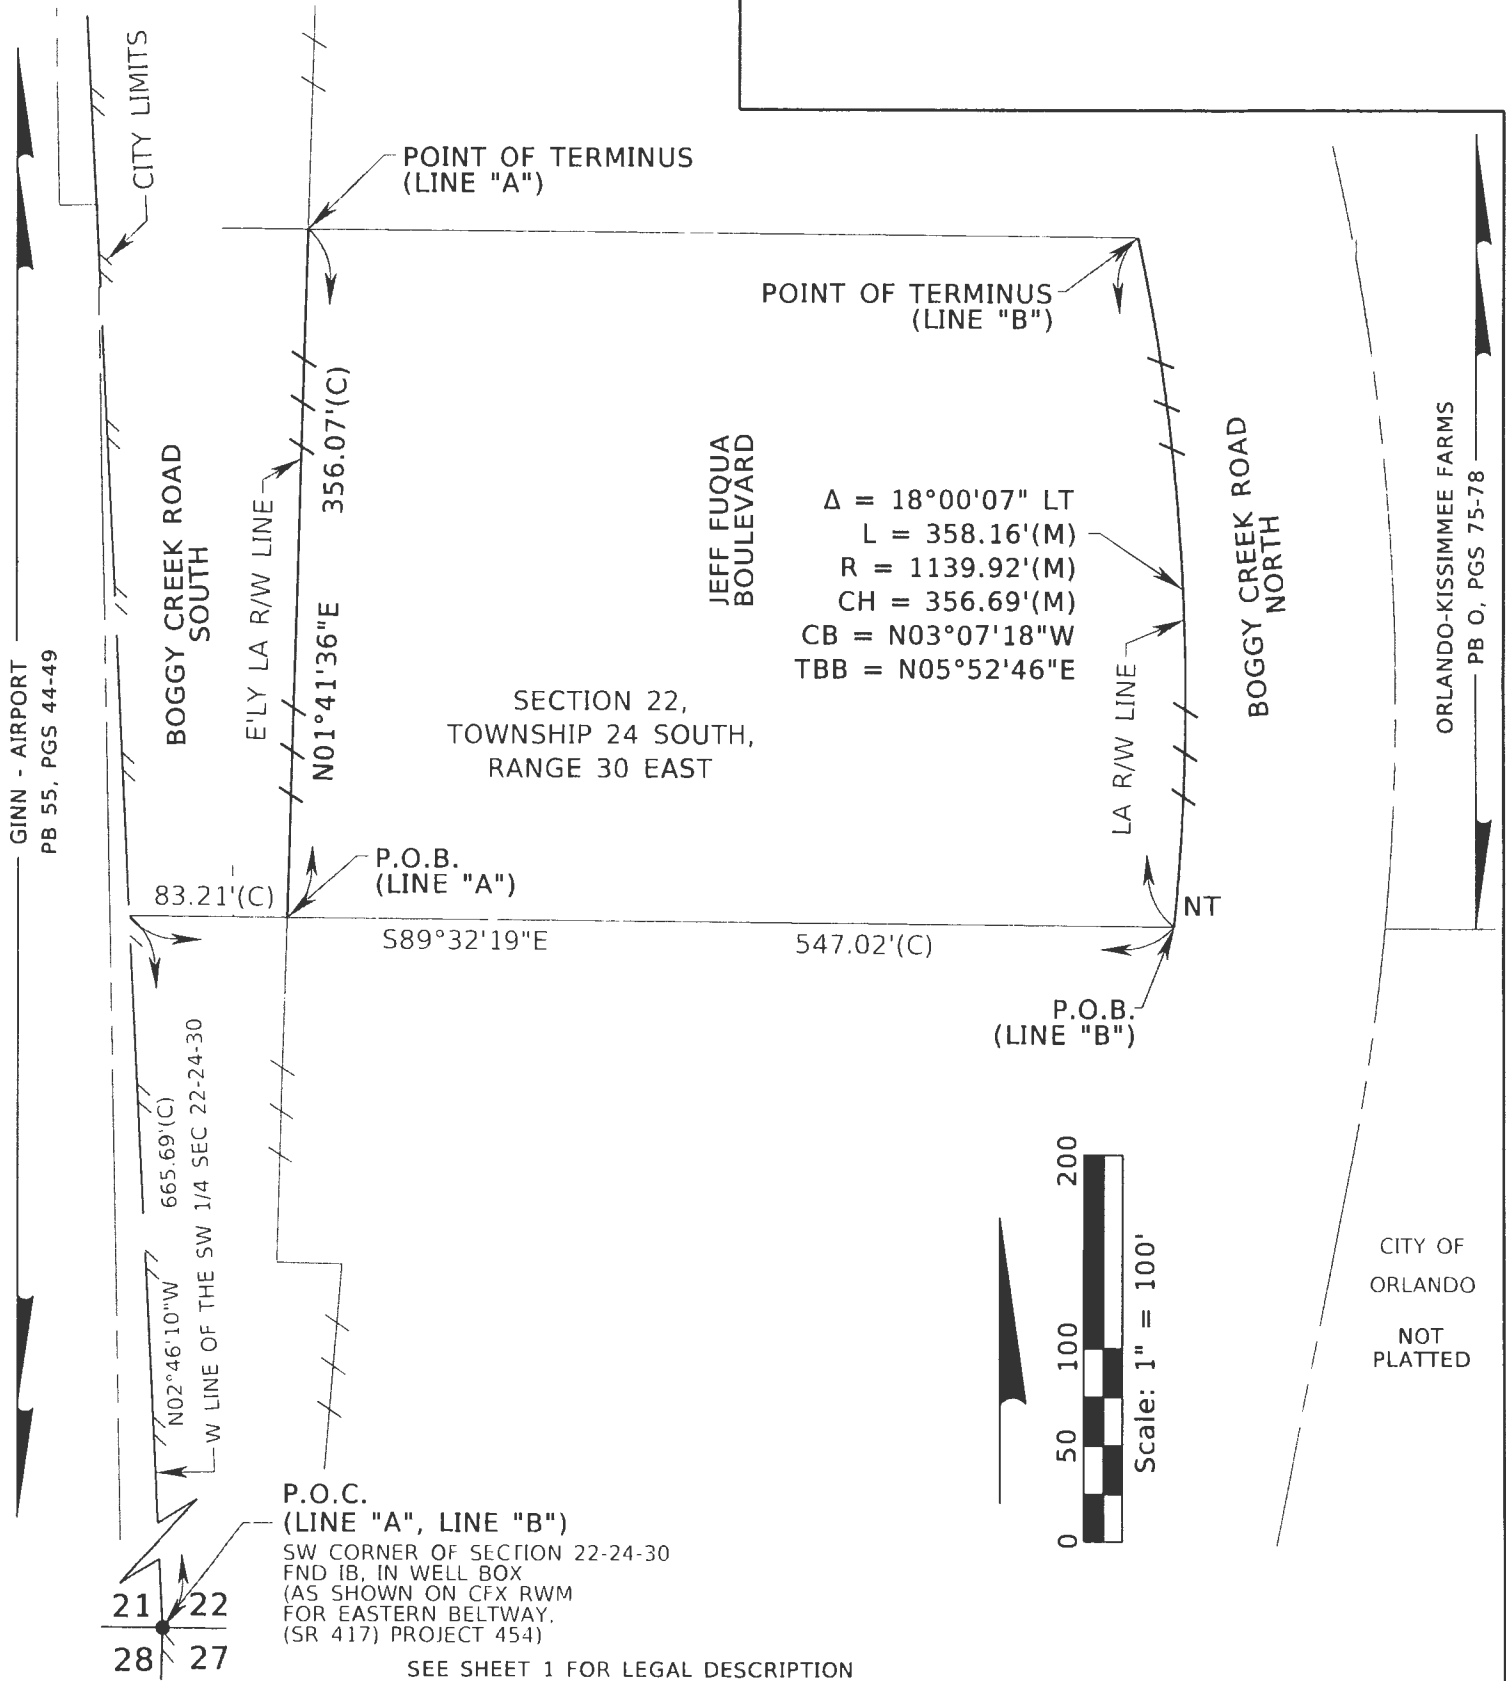 CITY LIMITS
POINT OF TERMINUS
(LINE "A")
POINT OF TERMINUS
(LINE "B")
GINN - AIRPORT
PB 55, PGS 44-49
BOGGY CREEK ROAD
SOUTH
E'LY LA R/W LINE
N01°41'36"E 356.07'(C)
JEFF FUQUA
BOULEVARD
Δ = 18°00'07" LT
L = 358.16'(M)
R = 1139.92'(M)
CH = 356.69'(M)
CB = N03°07'18"W
TBB = N05°52'46"E
LA R/W LINE
BOGGY CREEK ROAD
NORTH
ORLANDO-KISSIMMEE FARMS
PB O, PGS 75-78
SECTION 22,
TOWNSHIP 24 SOUTH,
RANGE 30 EAST
P.O.B.
(LINE "A")
83.21'(C)
S89°32'19"E 547.02'(C)
NT
P.O.B.
(LINE "B")
N02°46'10"W 665.69'(C)
W LINE OF THE SW 1/4 SEC 22-24-30
0 50 100 200
Scale: 1" = 100'
CITY OF
ORLANDO
NOT
PLATTED
P.O.C.
(LINE "A", LINE "B")
SW CORNER OF SECTION 22-24-30
FND IB, IN WELL BOX
(AS SHOWN ON CFX RWM
FOR EASTERN BELTWAY,
(SR 417) PROJECT 454)
21 22
28 27
SEE SHEET 1 FOR LEGAL DESCRIPTION